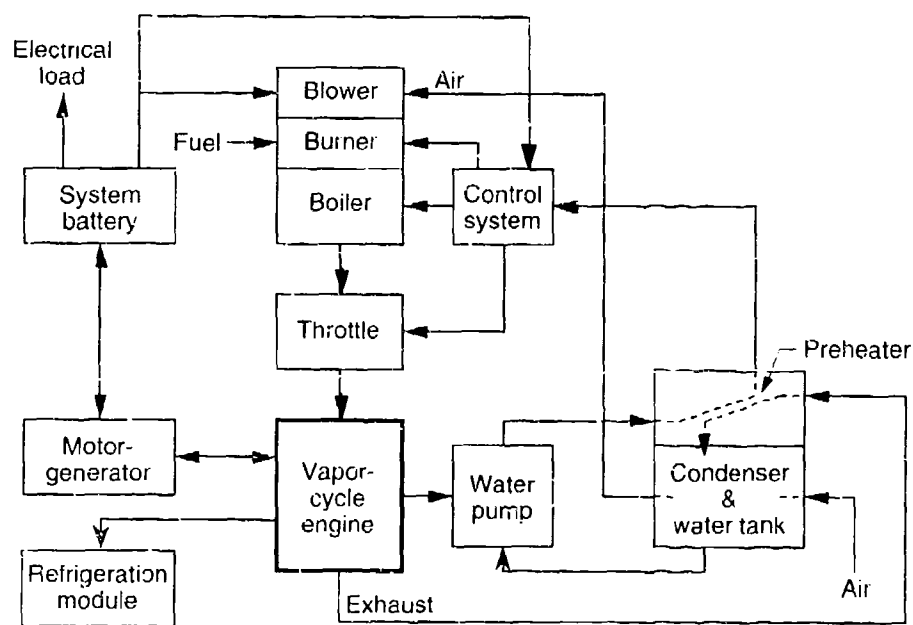 Electrical
load
Blower
Air
Fuel
Burner
System
battery
Boiler
Control
system
Throttle
Preheater
Motor-
generator
Vapor-
cycle
engine
Water
pump
Condenser
&
water tank
Refrigeration
module
Exhaust
Air